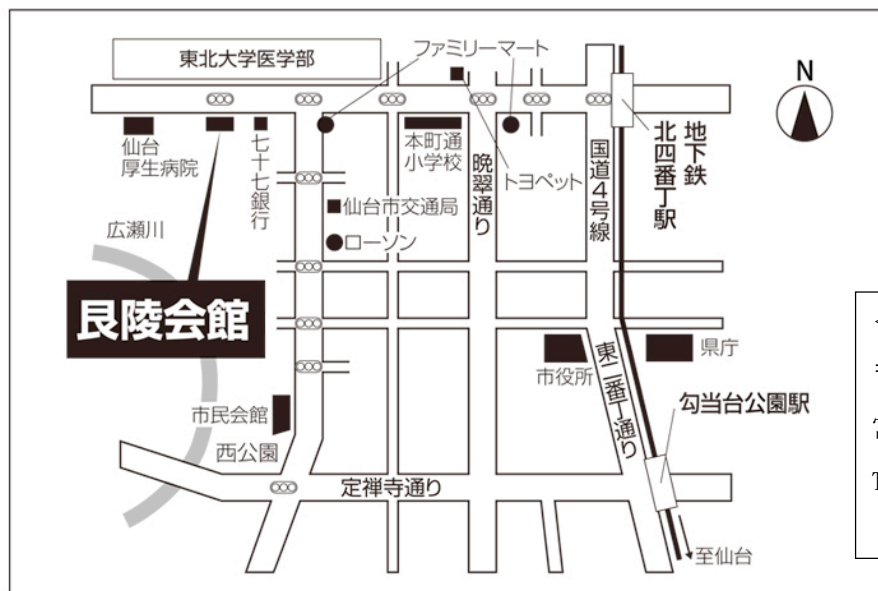 東北大学医学部
ファミリーマート
N
仙台
厚生病院
七十七銀行
本町通
小学校
晩翠通り
トヨペット
国道4号線
地下鉄
北四番丁駅
仙台市交通局
広瀬川
ローソン
艮陵会館
市役所
県庁
東二番丁通り
勾当台公園駅
市民会館
西公園
定禅寺通り
至仙台